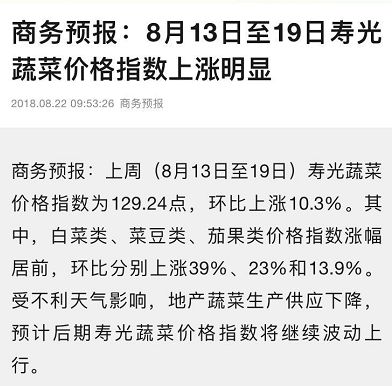 商务预报：8月13日至19日寿光
蔬菜价格指数上涨明显
2018.08.22 09:53:26 商务预报
商务预报：上周（8月13日至19日）寿光蔬菜
价格指数为129.24点，环比上涨10.3%。其
中，白菜类、菜豆类、茄果类价格指数涨幅
居前，环比分别上涨39%、23%和13.9%。
受不利天气影响，地产蔬菜生产供应下降，
预计后期寿光蔬菜价格指数将继续波动上
行。